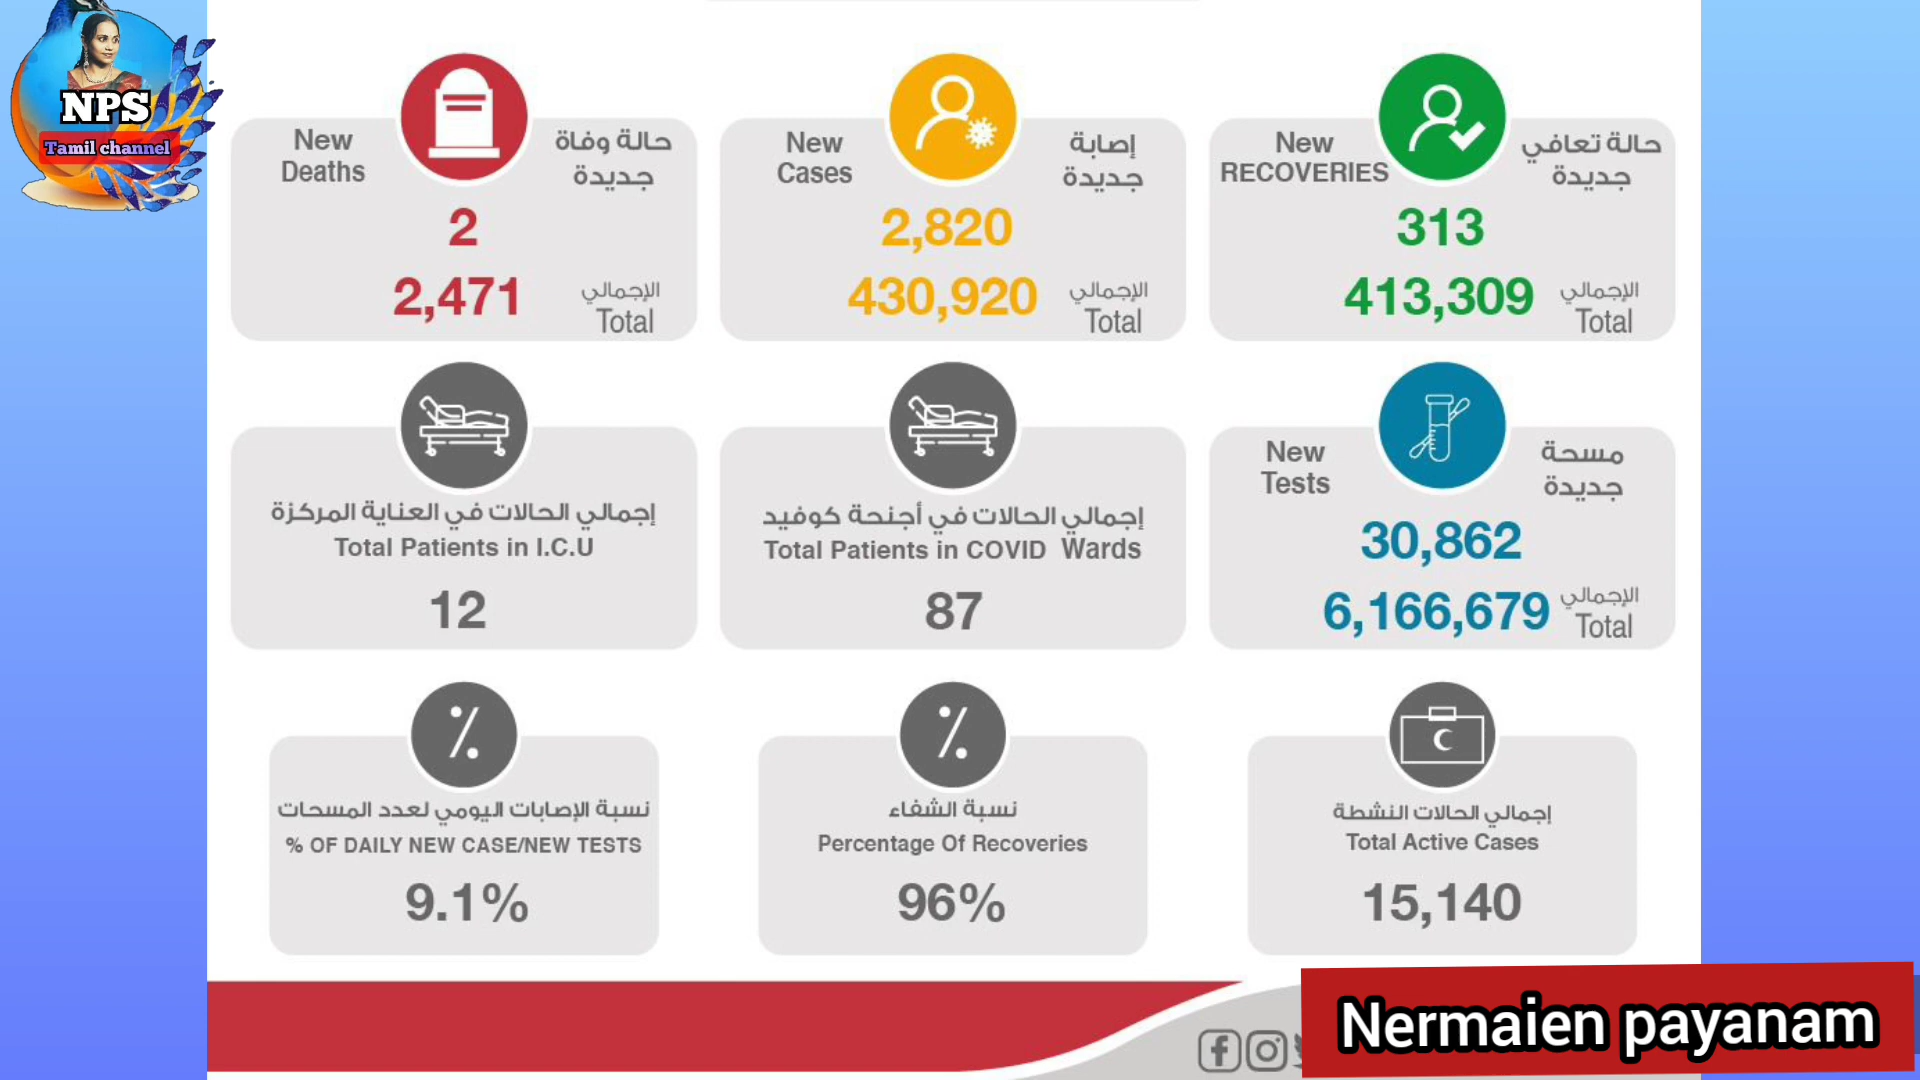 NPS
Tamil channel
New
Deaths
حالة وفاة
جديدة
2
2,471
الإجمالي
Total
New
Cases
إصابة
جديدة
2,820
430,920
الإجمالي
Total
New
RECOVERIES
حالة تعافي
جديدة
313
413,309
الإجمالي
Total
إجمالي الحالات في العناية المركزة
Total Patients in I.C.U
12
إجمالي الحالات في أجنحة كوفيد
Total Patients in COVID Wards
87
New
Tests
مسحة
جديدة
30,862
6,166,679
الإجمالي
Total
نسبة الإصابات اليومي لعدد المسحات
% OF DAILY NEW CASE/NEW TESTS
9.1%
نسبة الشفاء
Percentage Of Recoveries
96%
إجمالي الحالات النشطة
Total Active Cases
15,140
Nermaien payanam